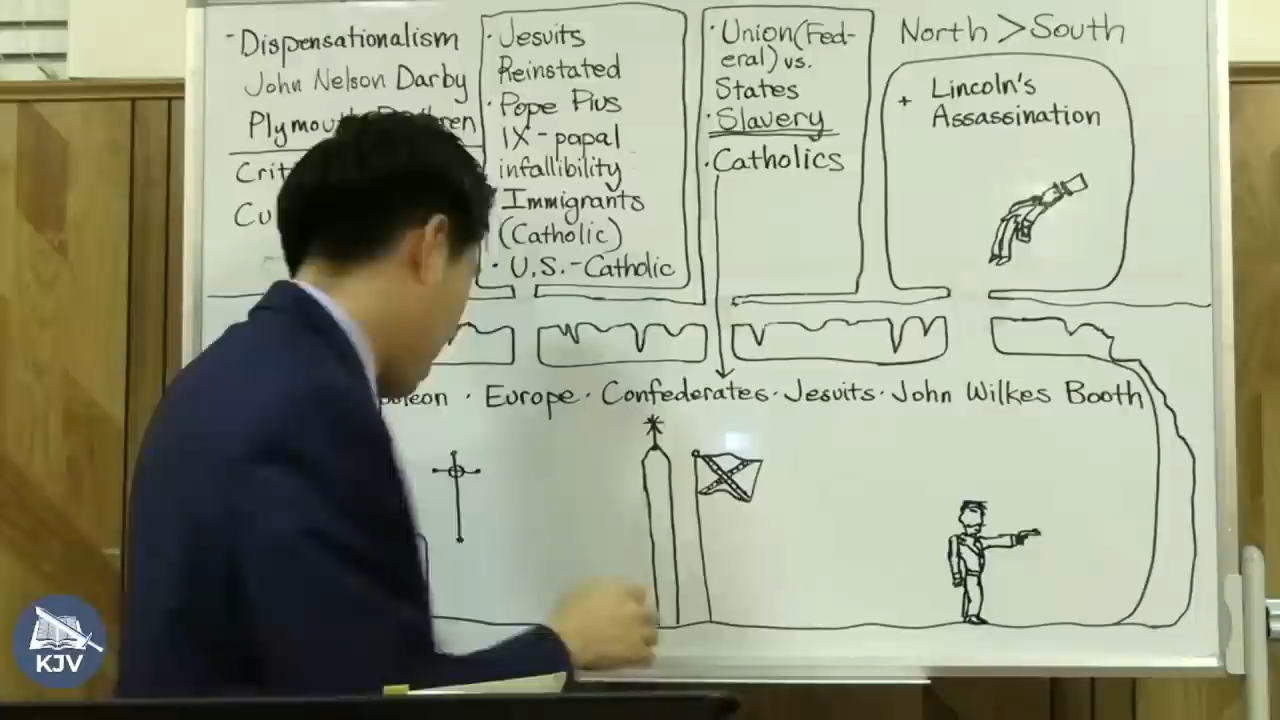 - Dispensationalism
John Nelson Darby
· Jesuits
Reinstated
· Pope Pius
IX - papal
infallibility
Immigrants
(Catholic)
· U.S. - Catholic
· Union (Fed-
eral) vs.
States
· Slavery
· Catholics
North > South
+ Lincoln's
Assassination
· Europe · Confederates · Jesuits · John Wilkes Booth
KJV